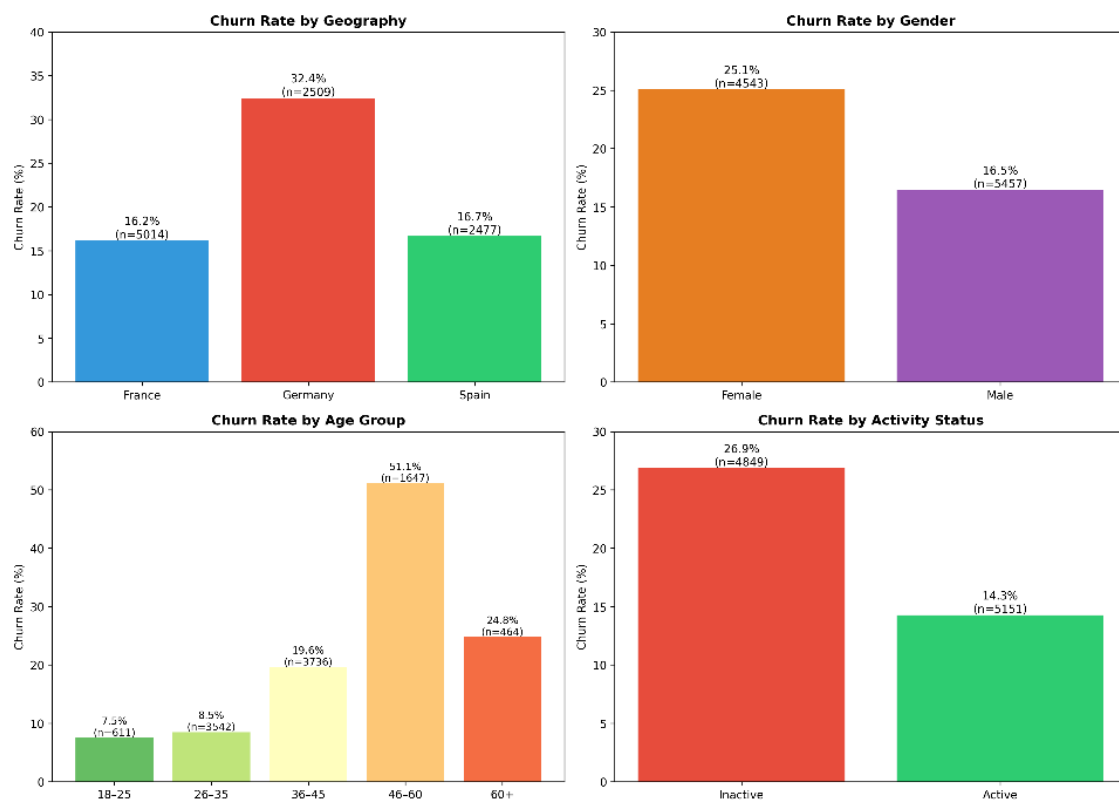 Churn Rate by Geography
Churn Rate (%)
40
35
30
25
20
15
10
5
0
32.4%
(n=2509)
16.2%
(n=5014)
16.7%
(n=2477)
France Germany Spain
Churn Rate by Gender
Churn Rate (%)
30
25
20
15
10
5
0
25.1%
(n=4543)
16.5%
(n=5457)
Female Male
Churn Rate by Age Group
Churn Rate (%)
60
50
40
30
20
10
0
7.5%
(n=611)
8.5%
(n=3542)
19.6%
(n=3736)
51.1%
(n=1647)
24.8%
(n=464)
18–25 26–35 36–45 46–60 60+
Churn Rate by Activity Status
Churn Rate (%)
30
25
20
15
10
5
0
26.9%
(n=4849)
14.3%
(n=5151)
Inactive Active